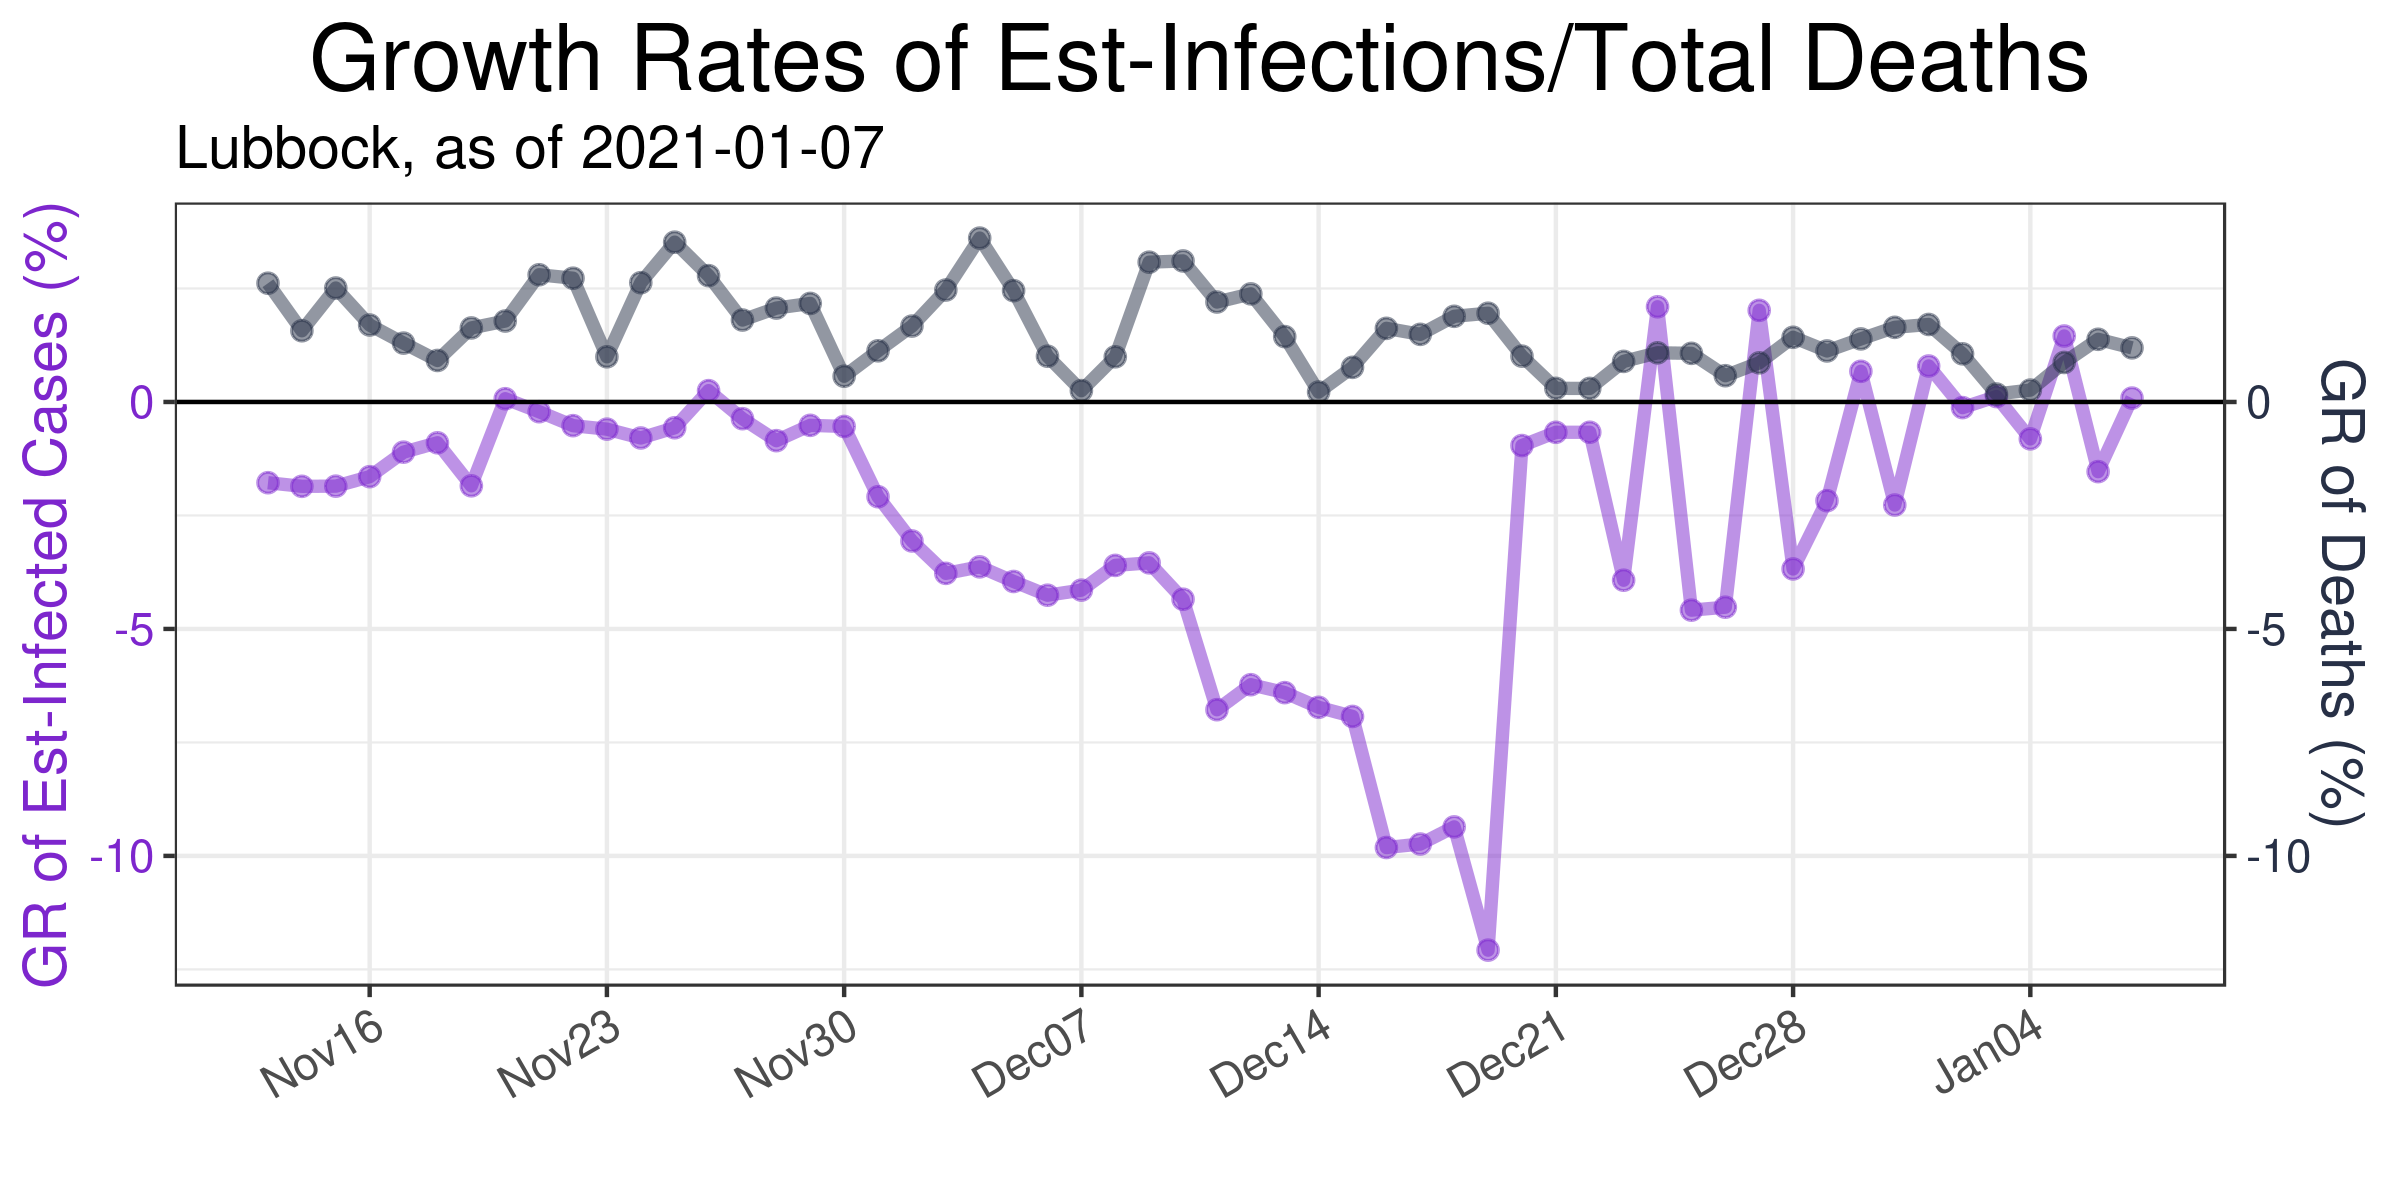 Growth Rates of Est-Infections/Total Deaths
Lubbock, as of 2021-01-07
GR of Est-Infected Cases (%)
0
-5
-10
0
-5
-10
GR of Deaths (%)
Nov16
Nov23
Nov30
Dec07
Dec14
Dec21
Dec28
Jan04